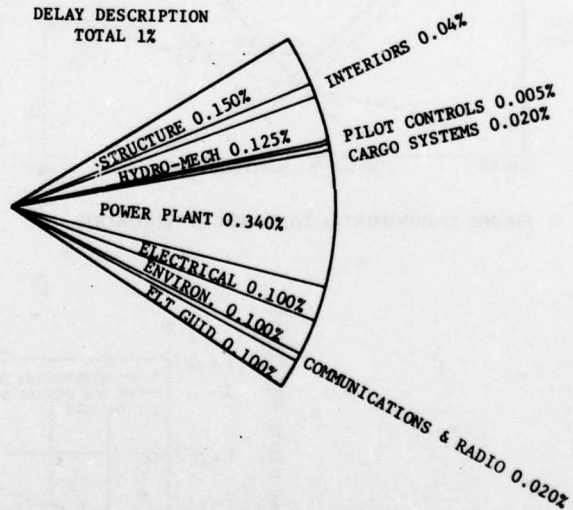 DELAY DESCRIPTION
TOTAL 1%
INTERIORS 0.04%
STRUCTURE 0.150%
PILOT CONTROLS 0.005%
CARGO SYSTEMS 0.020%
HYDRO-MECH 0.125%
POWER PLANT 0.340%
ELECTRICAL 0.100%
ENVIRON. 0.100%
FLT GUID 0.100%
COMMUNICATIONS & RADIO 0.020%